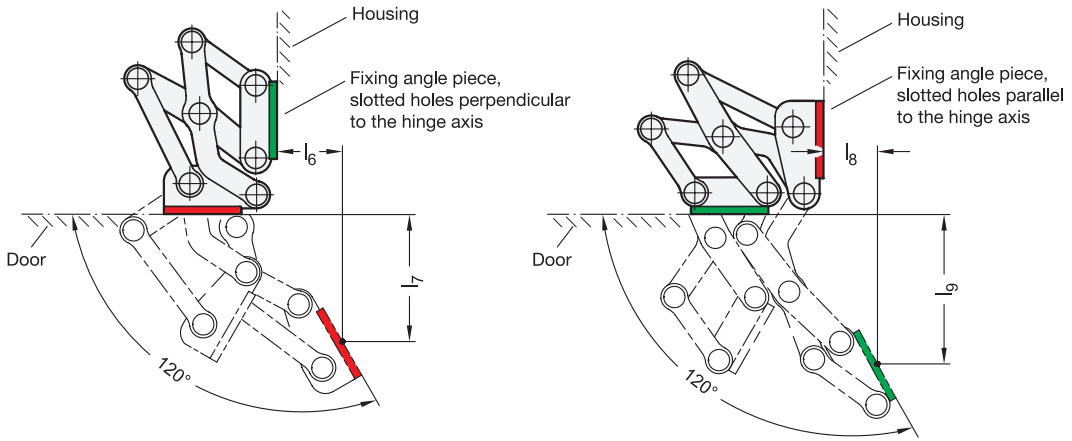 Housing
Fixing angle piece,
slotted holes perpendicular
to the hinge axis
l6
Door
l7
120°
Housing
Fixing angle piece,
slotted holes parallel
to the hinge axis
l8
Door
l9
120°